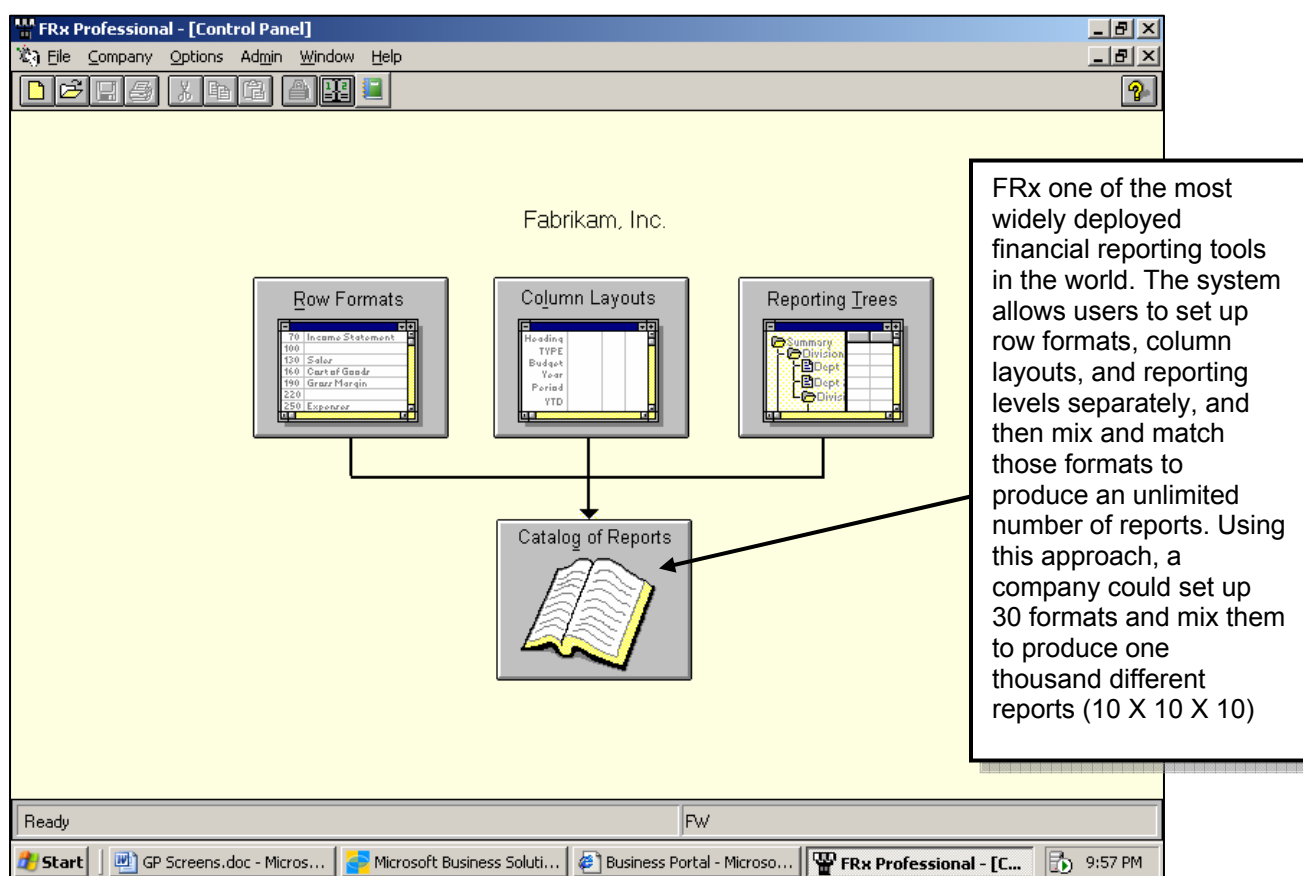 FRx Professional - [Control Panel]
File Company Options Admin Window Help
Fabrikam, Inc.
Row Formats
70 Income Statement
100
130 Sales
160 Cost of Goods
190 Gross Margin
220
250 Expenses
Column Layouts
Heading
TYPE
Budget
Year
Period
YTD
Reporting Trees
Summary
Division
Dept
Dept
Divisi
Catalog of Reports
FRx one of the most
widely deployed
financial reporting tools
in the world. The system
allows users to set up
row formats, column
layouts, and reporting
levels separately, and
then mix and match
those formats to
produce an unlimited
number of reports. Using
this approach, a
company could set up
30 formats and mix them
to produce one
thousand different
reports (10 X 10 X 10)
Ready FW
Start GP Screens.doc - Micros... Microsoft Business Soluti... Business Portal - Microso... FRx Professional - [C... 9:57 PM